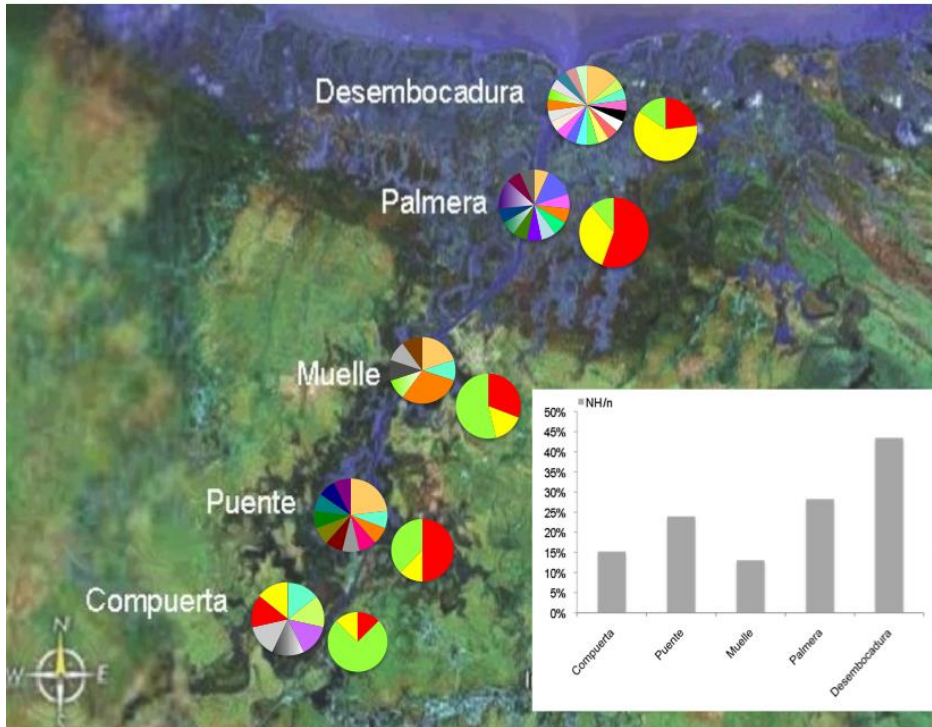 Desembocadura
Palmera
Muelle
Puente
Compuerta
N
W
E
NH/n
50%
45%
40%
35%
30%
25%
20%
15%
10%
5%
0%
Compuerta
Puente
Muelle
Palmera
Desembocadura